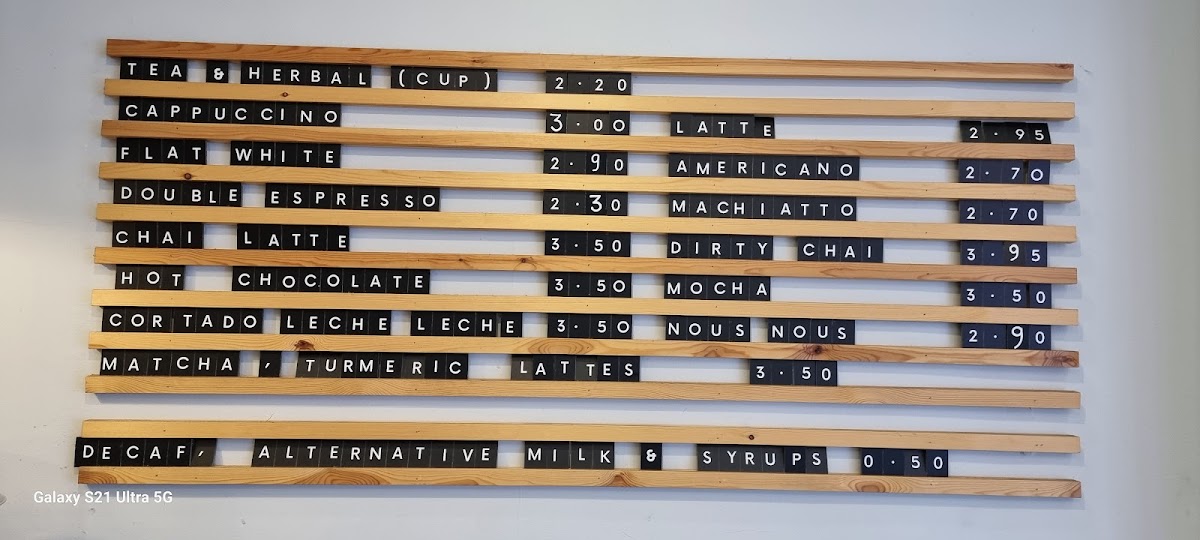 TEA & HERBAL (CUP) 2.20
CAPPUCCINO 3.00 LATTE 2.95
FLAT WHITE 2.90 AMERICANO 2.70
DOUBLE ESPRESSO 2.30 MACHIATTO 2.70
CHAI LATTE 3.50 DIRTY CHAI 3.95
HOT CHOCOLATE 3.50 MOCHA 3.50
CORTADO LECHE LECHE 3.50 NOUS NOUS 2.90
MATCHA, TURMERIC LATTES 3.50
DECAF, ALTERNATIVE MILK & SYRUPS 0.50
Galaxy S21 Ultra 5G